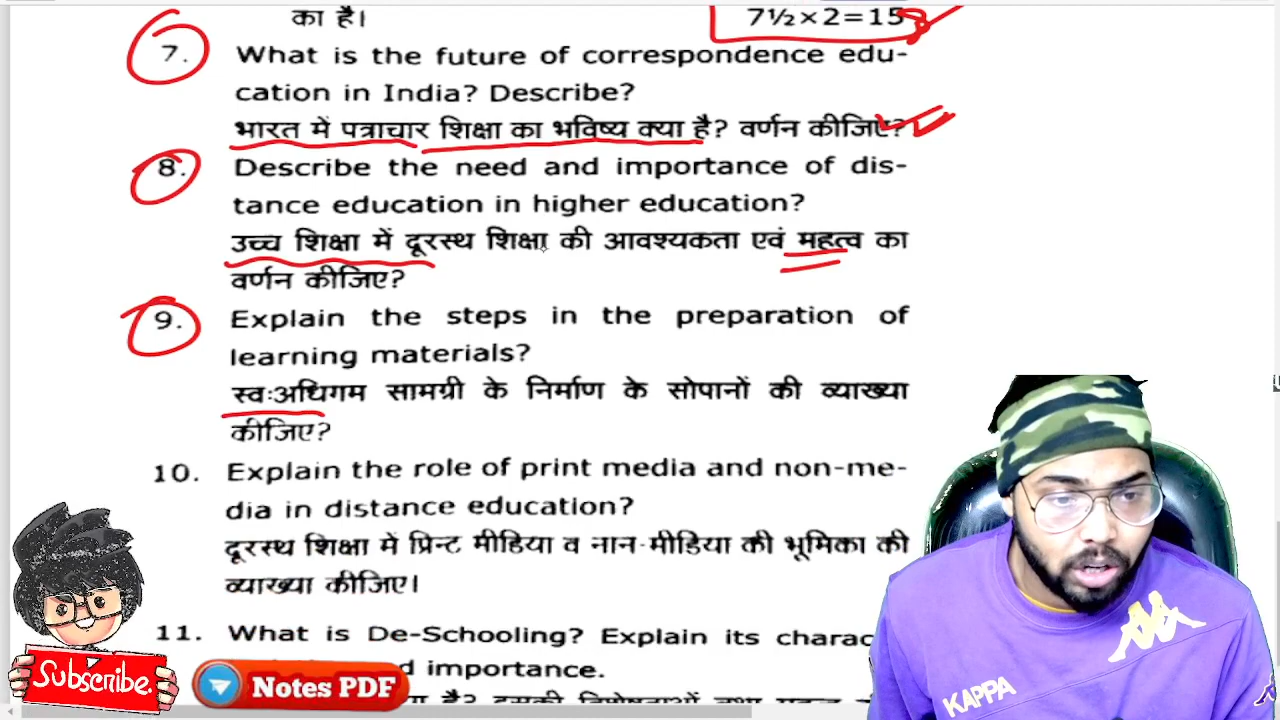 का है।
7½×2=15
7. What is the future of correspondence edu-
cation in India? Describe?
भारत में पत्राचार शिक्षा का भविष्य क्या है? वर्णन कीजिए?
8. Describe the need and importance of dis-
tance education in higher education?
उच्च शिक्षा में दूरस्थ शिक्षा की आवश्यकता एवं महत्व का
वर्णन कीजिए?
9. Explain the steps in the preparation of
learning materials?
स्वःअधिगम सामग्री के निर्माण के सोपानों की व्याख्या
कीजिए?
10. Explain the role of print media and non-me-
dia in distance education?
दूरस्थ शिक्षा में प्रिन्ट मीडिया व नान-मीडिया की भूमिका की
व्याख्या कीजिए।
11. What is De-Schooling? Explain its charac
importance.
है? इसकी विशेषताओं तथा
Subscribe.
Notes PDF
KAPPA